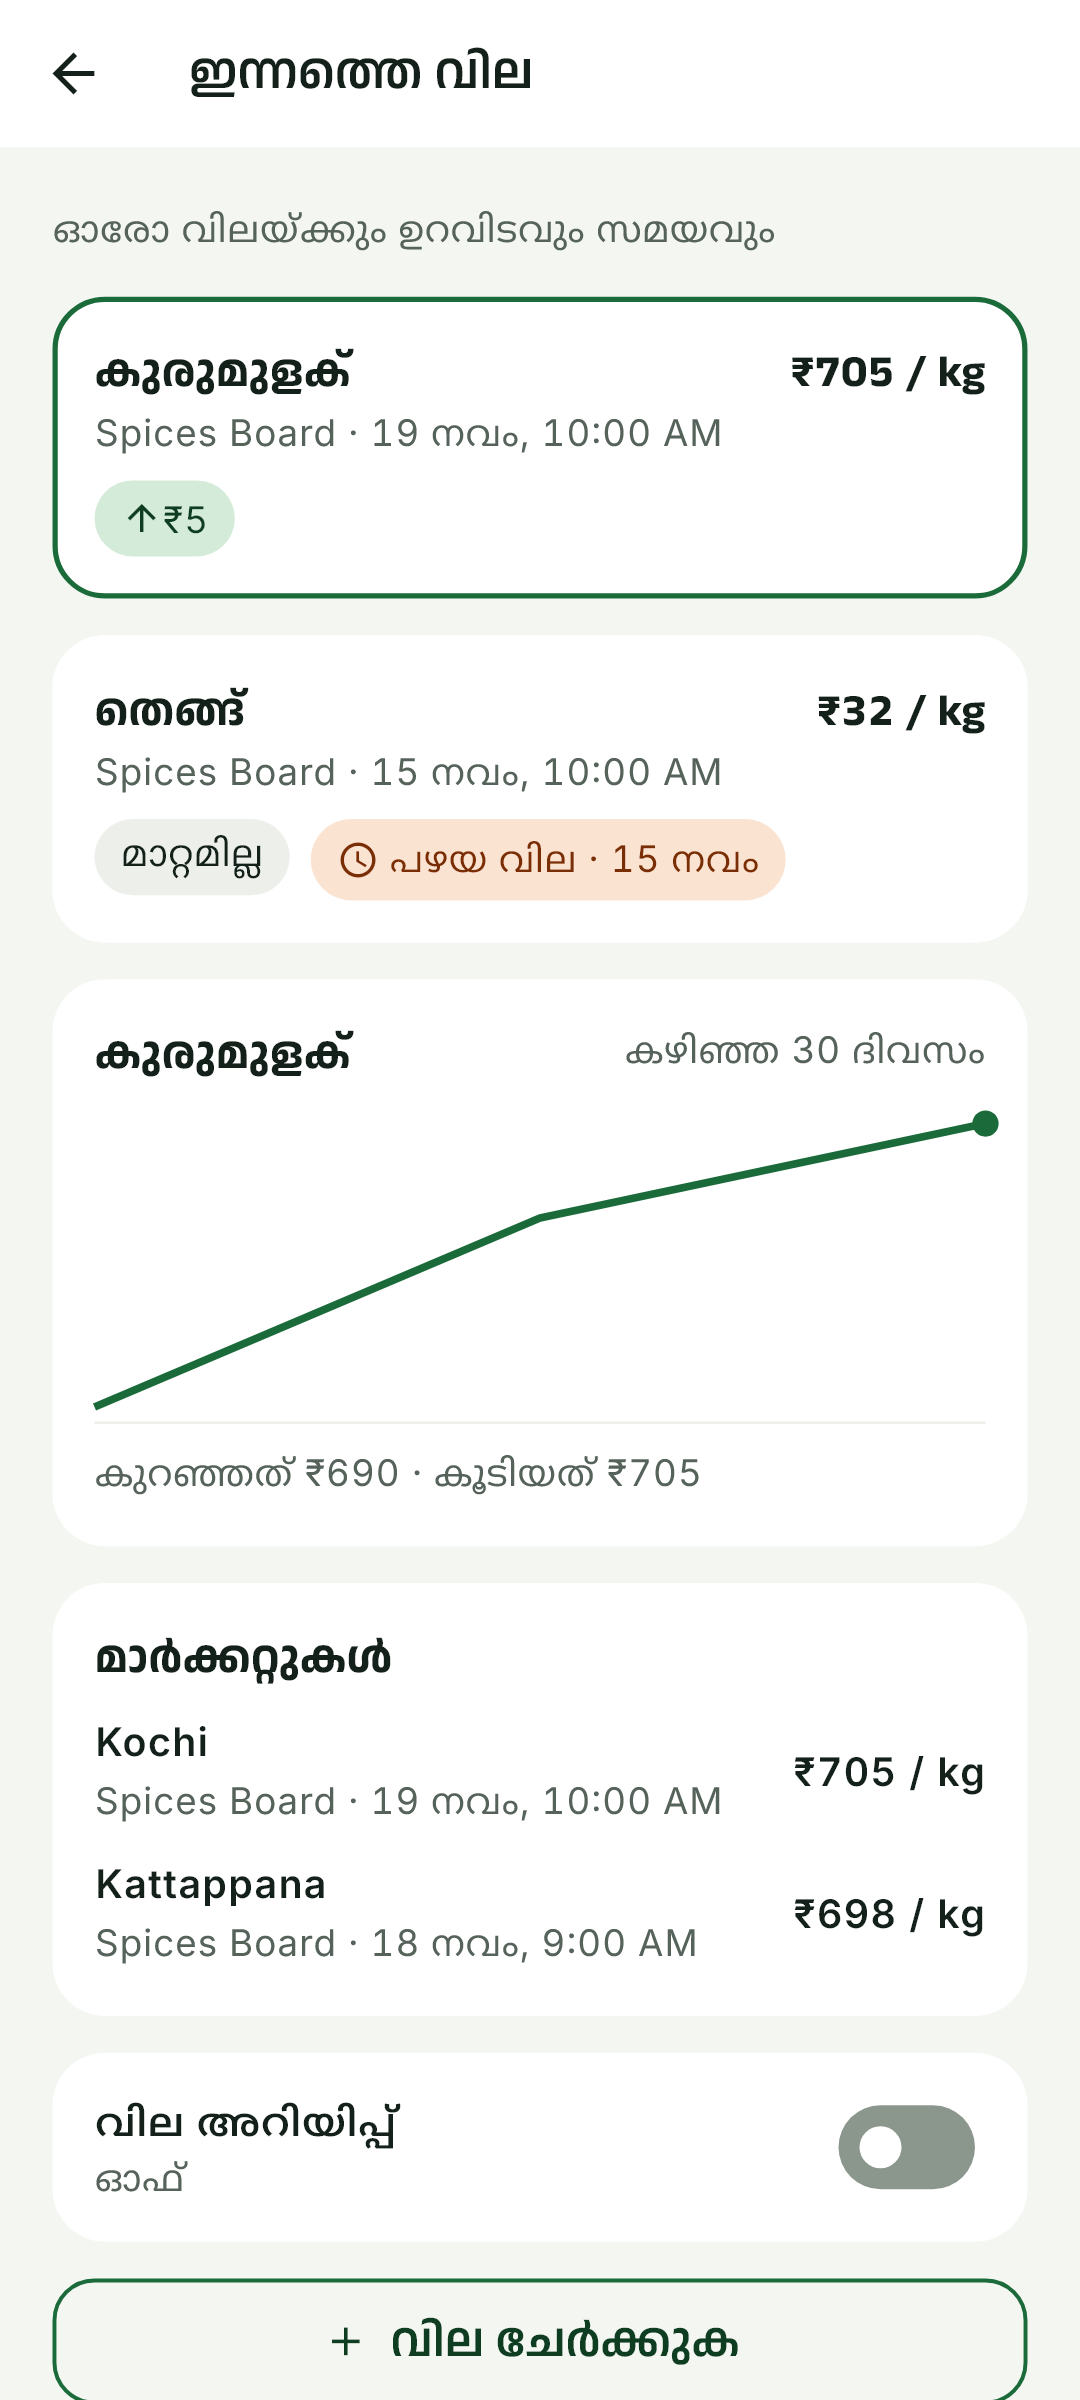 ഇന്നത്തെ വില
ഓരോ വിലയ്ക്കും ഉറവിടവും സമയവും
കുരുമുളക് ₹705 / kg
Spices Board · 19 നവം, 10:00 AM
↑₹5
തെങ്ങ് ₹32 / kg
Spices Board · 15 നവം, 10:00 AM
മാറ്റമില്ല പഴയ വില · 15 നവം
കുരുമുളക് കഴിഞ്ഞ 30 ദിവസം
കുറഞ്ഞത് ₹690 · കൂടിയത് ₹705
മാർക്കറ്റുകൾ
Kochi
₹705 / kg
Spices Board · 19 നവം, 10:00 AM
Kattappana
₹698 / kg
Spices Board · 18 നവം, 9:00 AM
വില അറിയിപ്പ്
ഓഫ്
+ വില ചേർക്കുക